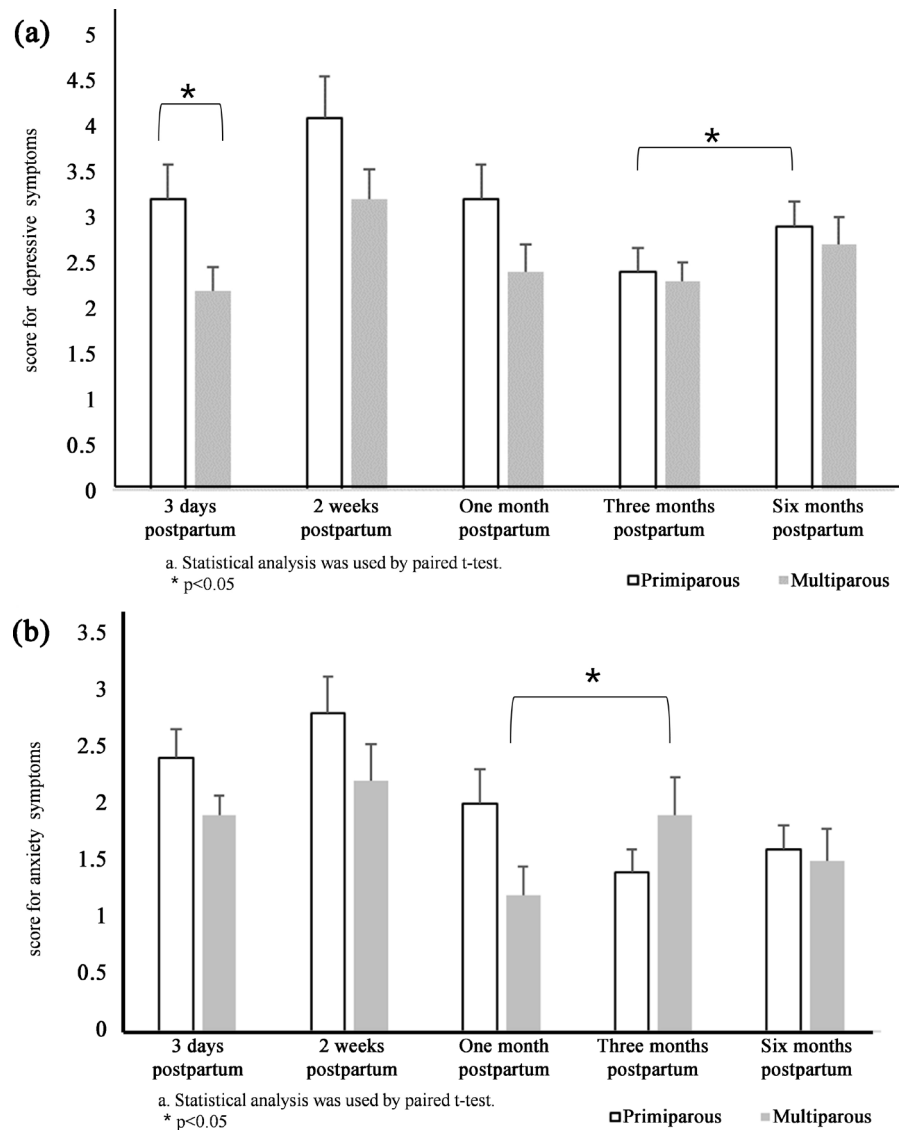 (a)
score for depressive symptoms
5
4.5
4
3.5
3
2.5
2
1.5
1
0.5
0
*
*
3 days
postpartum
2 weeks
postpartum
One month
postpartum
Three months
postpartum
Six months
postpartum
a. Statistical analysis was used by paired t-test.
* p<0.05
Primiparous
Multiparous
(b)
score for anxiety symptoms
3.5
3
2.5
2
1.5
1
0.5
0
*
3 days
postpartum
2 weeks
postpartum
One month
postpartum
Three months
postpartum
Six months
postpartum
a. Statistical analysis was used by paired t-test.
* p<0.05
Primiparous
Multiparous